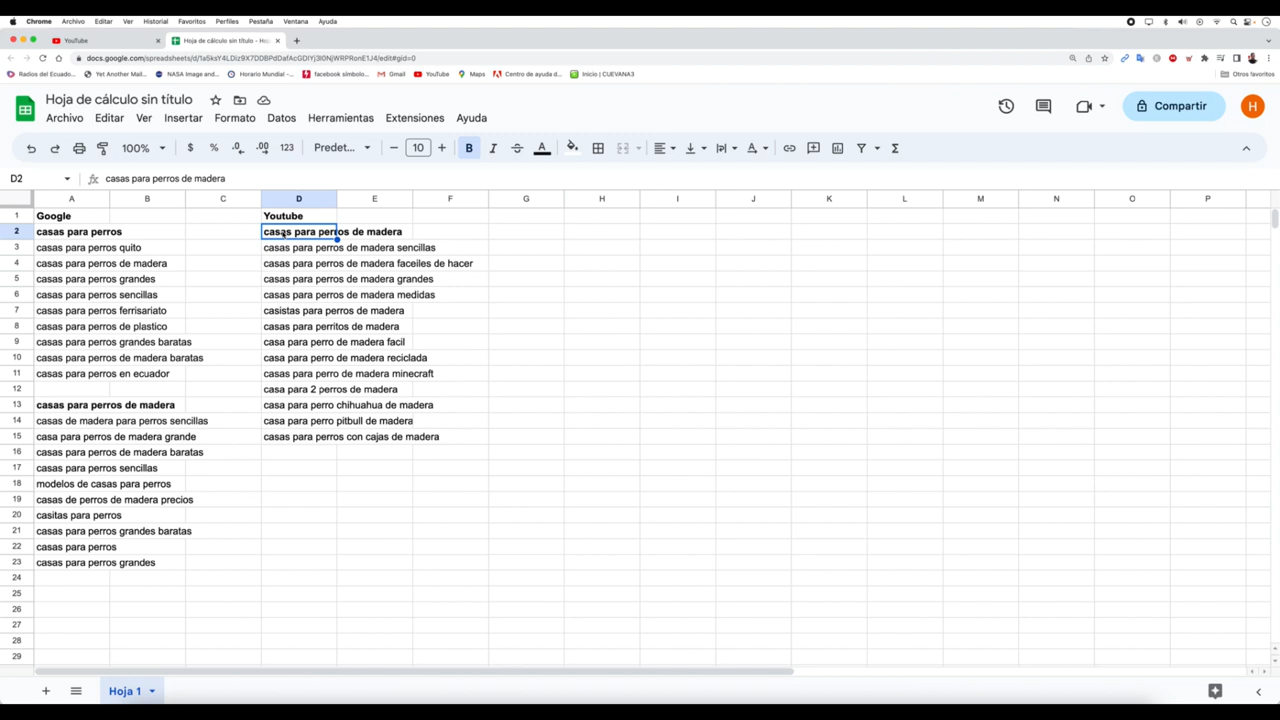 Chrome Archivo Editar Ver Historial Favoritos Perfiles Pestaña Ventana Ayuda
YouTube
Hoja de cálculo sin título - Ho
docs.google.com/spreadsheets/d/
/edit#gid=0
Radios del Ecuado... Yet Another Mail... NASA Image and... Horario Mundial -... facebook símbolo... Gmail YouTube Maps Centro de ayuda d... Inicio | CUEVANA3 Otros favoritos
Hoja de cálculo sin título
Archivo Editar Ver Insertar Formato Datos Herramientas Extensiones Ayuda
Compartir
H
100% $ % .0 .00 123 Predet... 10 B I S A
D2 fx casas para perros de madera
A B C D E F G H I J K L M N O P
1 Google Youtube
2 casas para perros casas para perros de madera
3 casas para perros quito casas para perros de madera sencillas
4 casas para perros de madera casas para perros de madera faceiles de hacer
5 casas para perros grandes casas para perros de madera grandes
6 casas para perros sencillas casas para perros de madera medidas
7 casas para perros ferrisariato casistas para perros de madera
8 casas para perros de plastico casas para perritos de madera
9 casas para perros grandes baratas casa para perro de madera facil
10 casas para perros de madera baratas casa para perro de madera reciclada
11 casas para perros en ecuador casas para perro de madera minecraft
12 casa para 2 perros de madera
13 casas para perros de madera casa para perro chihuahua de madera
14 casas de madera para perros sencillas casa para perro pitbull de madera
15 casa para perros de madera grande casas para perros con cajas de madera
16 casas para perros de madera baratas
17 casas para perros sencillas
18 modelos de casas para perros
19 casas de perros de madera precios
20 casitas para perros
21 casas para perros grandes baratas
22 casas para perros
23 casas para perros grandes
24
25
26
27
28
29
Hoja 1